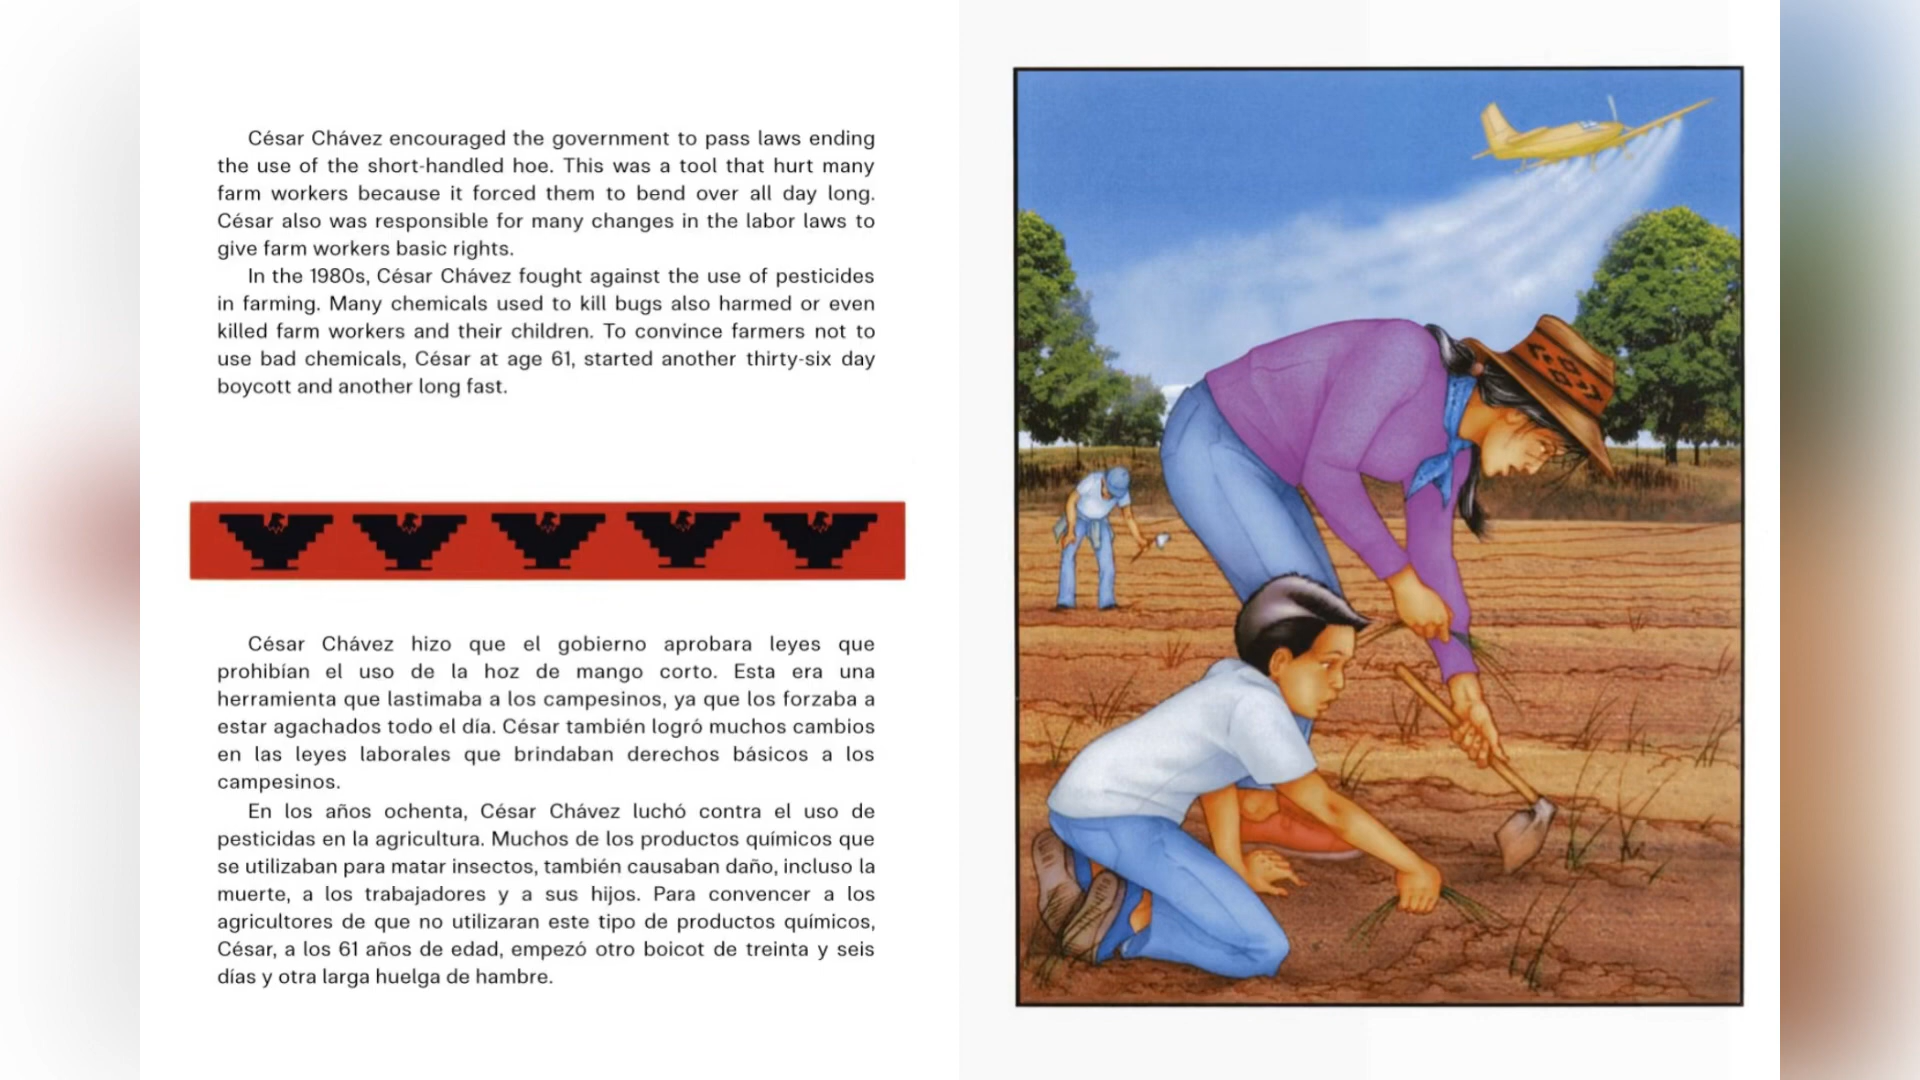 César Chávez encouraged the government to pass laws ending
the use of the short-handled hoe. This was a tool that hurt many
farm workers because it forced them to bend over all day long.
César also was responsible for many changes in the labor laws to
give farm workers basic rights.
In the 1980s, César Chávez fought against the use of pesticides
in farming. Many chemicals used to kill bugs also harmed or even
killed farm workers and their children. To convince farmers not to
use bad chemicals, César at age 61, started another thirty-six day
boycott and another long fast.
César Chávez hizo que el gobierno aprobara leyes que
prohibían el uso de la hoz de mango corto. Esta era una
herramienta que lastimaba a los campesinos, ya que los forzaba a
estar agachados todo el día. César también logró muchos cambios
en las leyes laborales que brindaban derechos básicos a los
campesinos.
En los años ochenta, César Chávez luchó contra el uso de
pesticidas en la agricultura. Muchos de los productos químicos que
se utilizaban para matar insectos, también causaban daño, incluso la
muerte, a los trabajadores y a sus hijos. Para convencer a los
agricultores de que no utilizaran este tipo de productos químicos,
César, a los 61 años de edad, empezó otro boicot de treinta y seis
días y otra larga huelga de hambre.